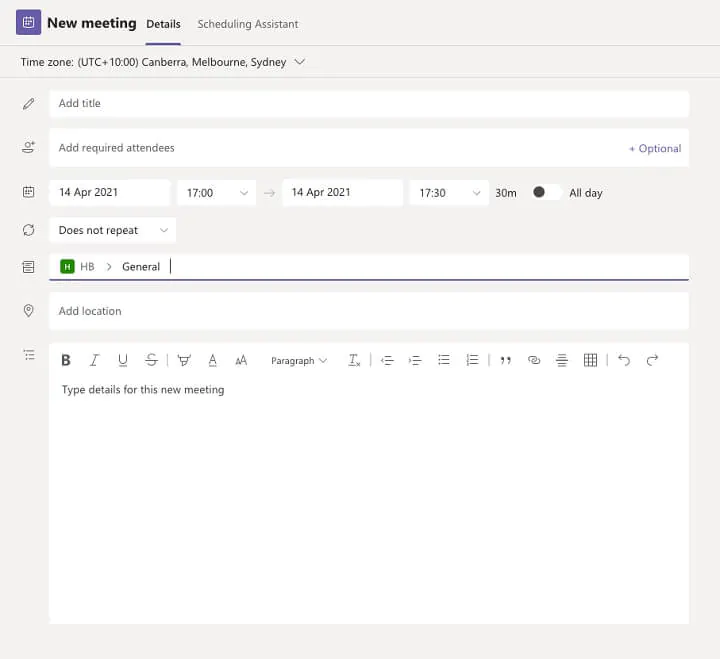 New meeting Details Scheduling Assistant
Time zone: (UTC+10:00) Canberra, Melbourne, Sydney
Add title
Add required attendees + Optional
14 Apr 2021 17:00 → 14 Apr 2021 17:30 30m All day
Does not repeat
H HB > General
Add location
B I U S A AA Paragraph Tx
Type details for this new meeting